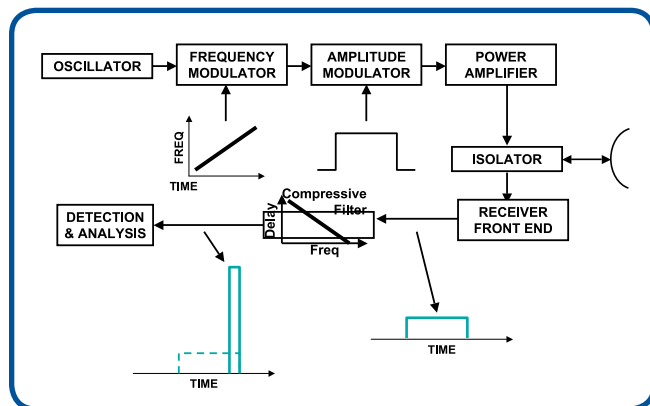 OSCILLATOR
FREQUENCY
MODULATOR
AMPLITUDE
MODULATOR
POWER
AMPLIFIER
FREQ
TIME
ISOLATOR
DETECTION
& ANALYSIS
Compressive
Filter
Delay
Freq
RECEIVER
FRONT END
TIME
TIME